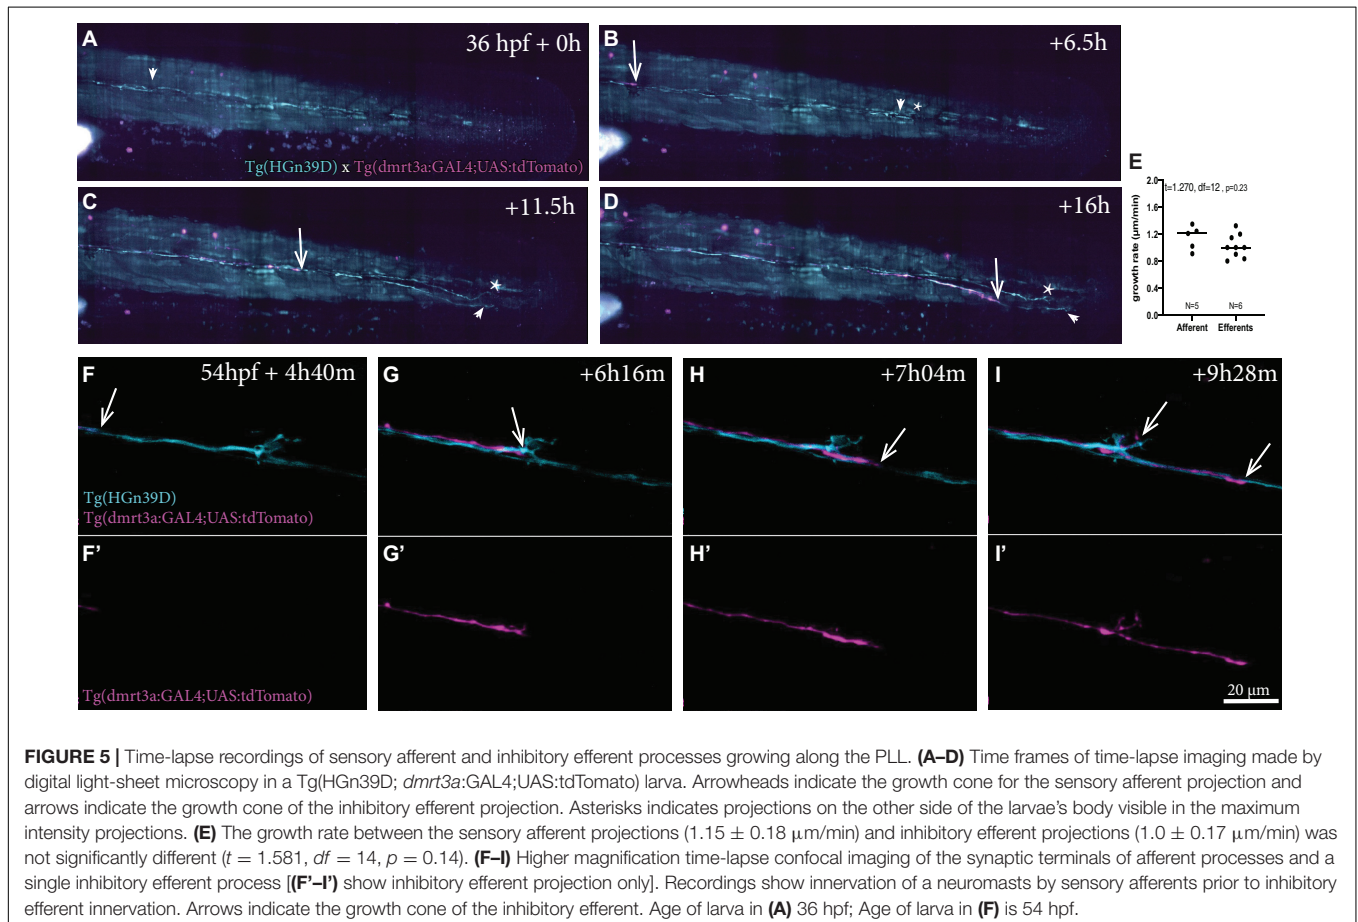 A
36 hpf + 0h
Tg(HGn39D) x Tg(dmrt3a:GAL4;UAS:tdTomato)
B
+6.5h
C
+11.5h
D
+16h
E
t=1.270, df=12 , p=0.23
growth rate (µm/min)
2.0
1.6
1.2
0.8
0.4
0.0
N=5
N=6
Afferent
Efferents
F
54hpf + 4h40m
Tg(HGn39D)
Tg(dmrt3a:GAL4;UAS:tdTomato)
G
+6h16m
H
+7h04m
I
+9h28m
F’
Tg(dmrt3a:GAL4;UAS:tdTomato)
G’
H’
I’
20 µm
FIGURE 5 | Time-lapse recordings of sensory afferent and inhibitory efferent processes growing along the PLL. (A–D) Time frames of time-lapse imaging made by
digital light-sheet microscopy in a Tg(HGn39D; dmrt3a:GAL4;UAS:tdTomato) larva. Arrowheads indicate the growth cone for the sensory afferent projection and
arrows indicate the growth cone of the inhibitory efferent projection. Asterisks indicates projections on the other side of the larvae’s body visible in the maximum
intensity projections. (E) The growth rate between the sensory afferent projections (1.15 ± 0.18 µm/min) and inhibitory efferent projections (1.0 ± 0.17 µm/min) was
not significantly different (t = 1.581, df = 14, p = 0.14). (F–I) Higher magnification time-lapse confocal imaging of the synaptic terminals of afferent processes and a
single inhibitory efferent process [(F’–I’) show inhibitory efferent projection only]. Recordings show innervation of a neuromasts by sensory afferents prior to inhibitory
efferent innervation. Arrows indicate the growth cone of the inhibitory efferent. Age of larva in (A) 36 hpf; Age of larva in (F) is 54 hpf.